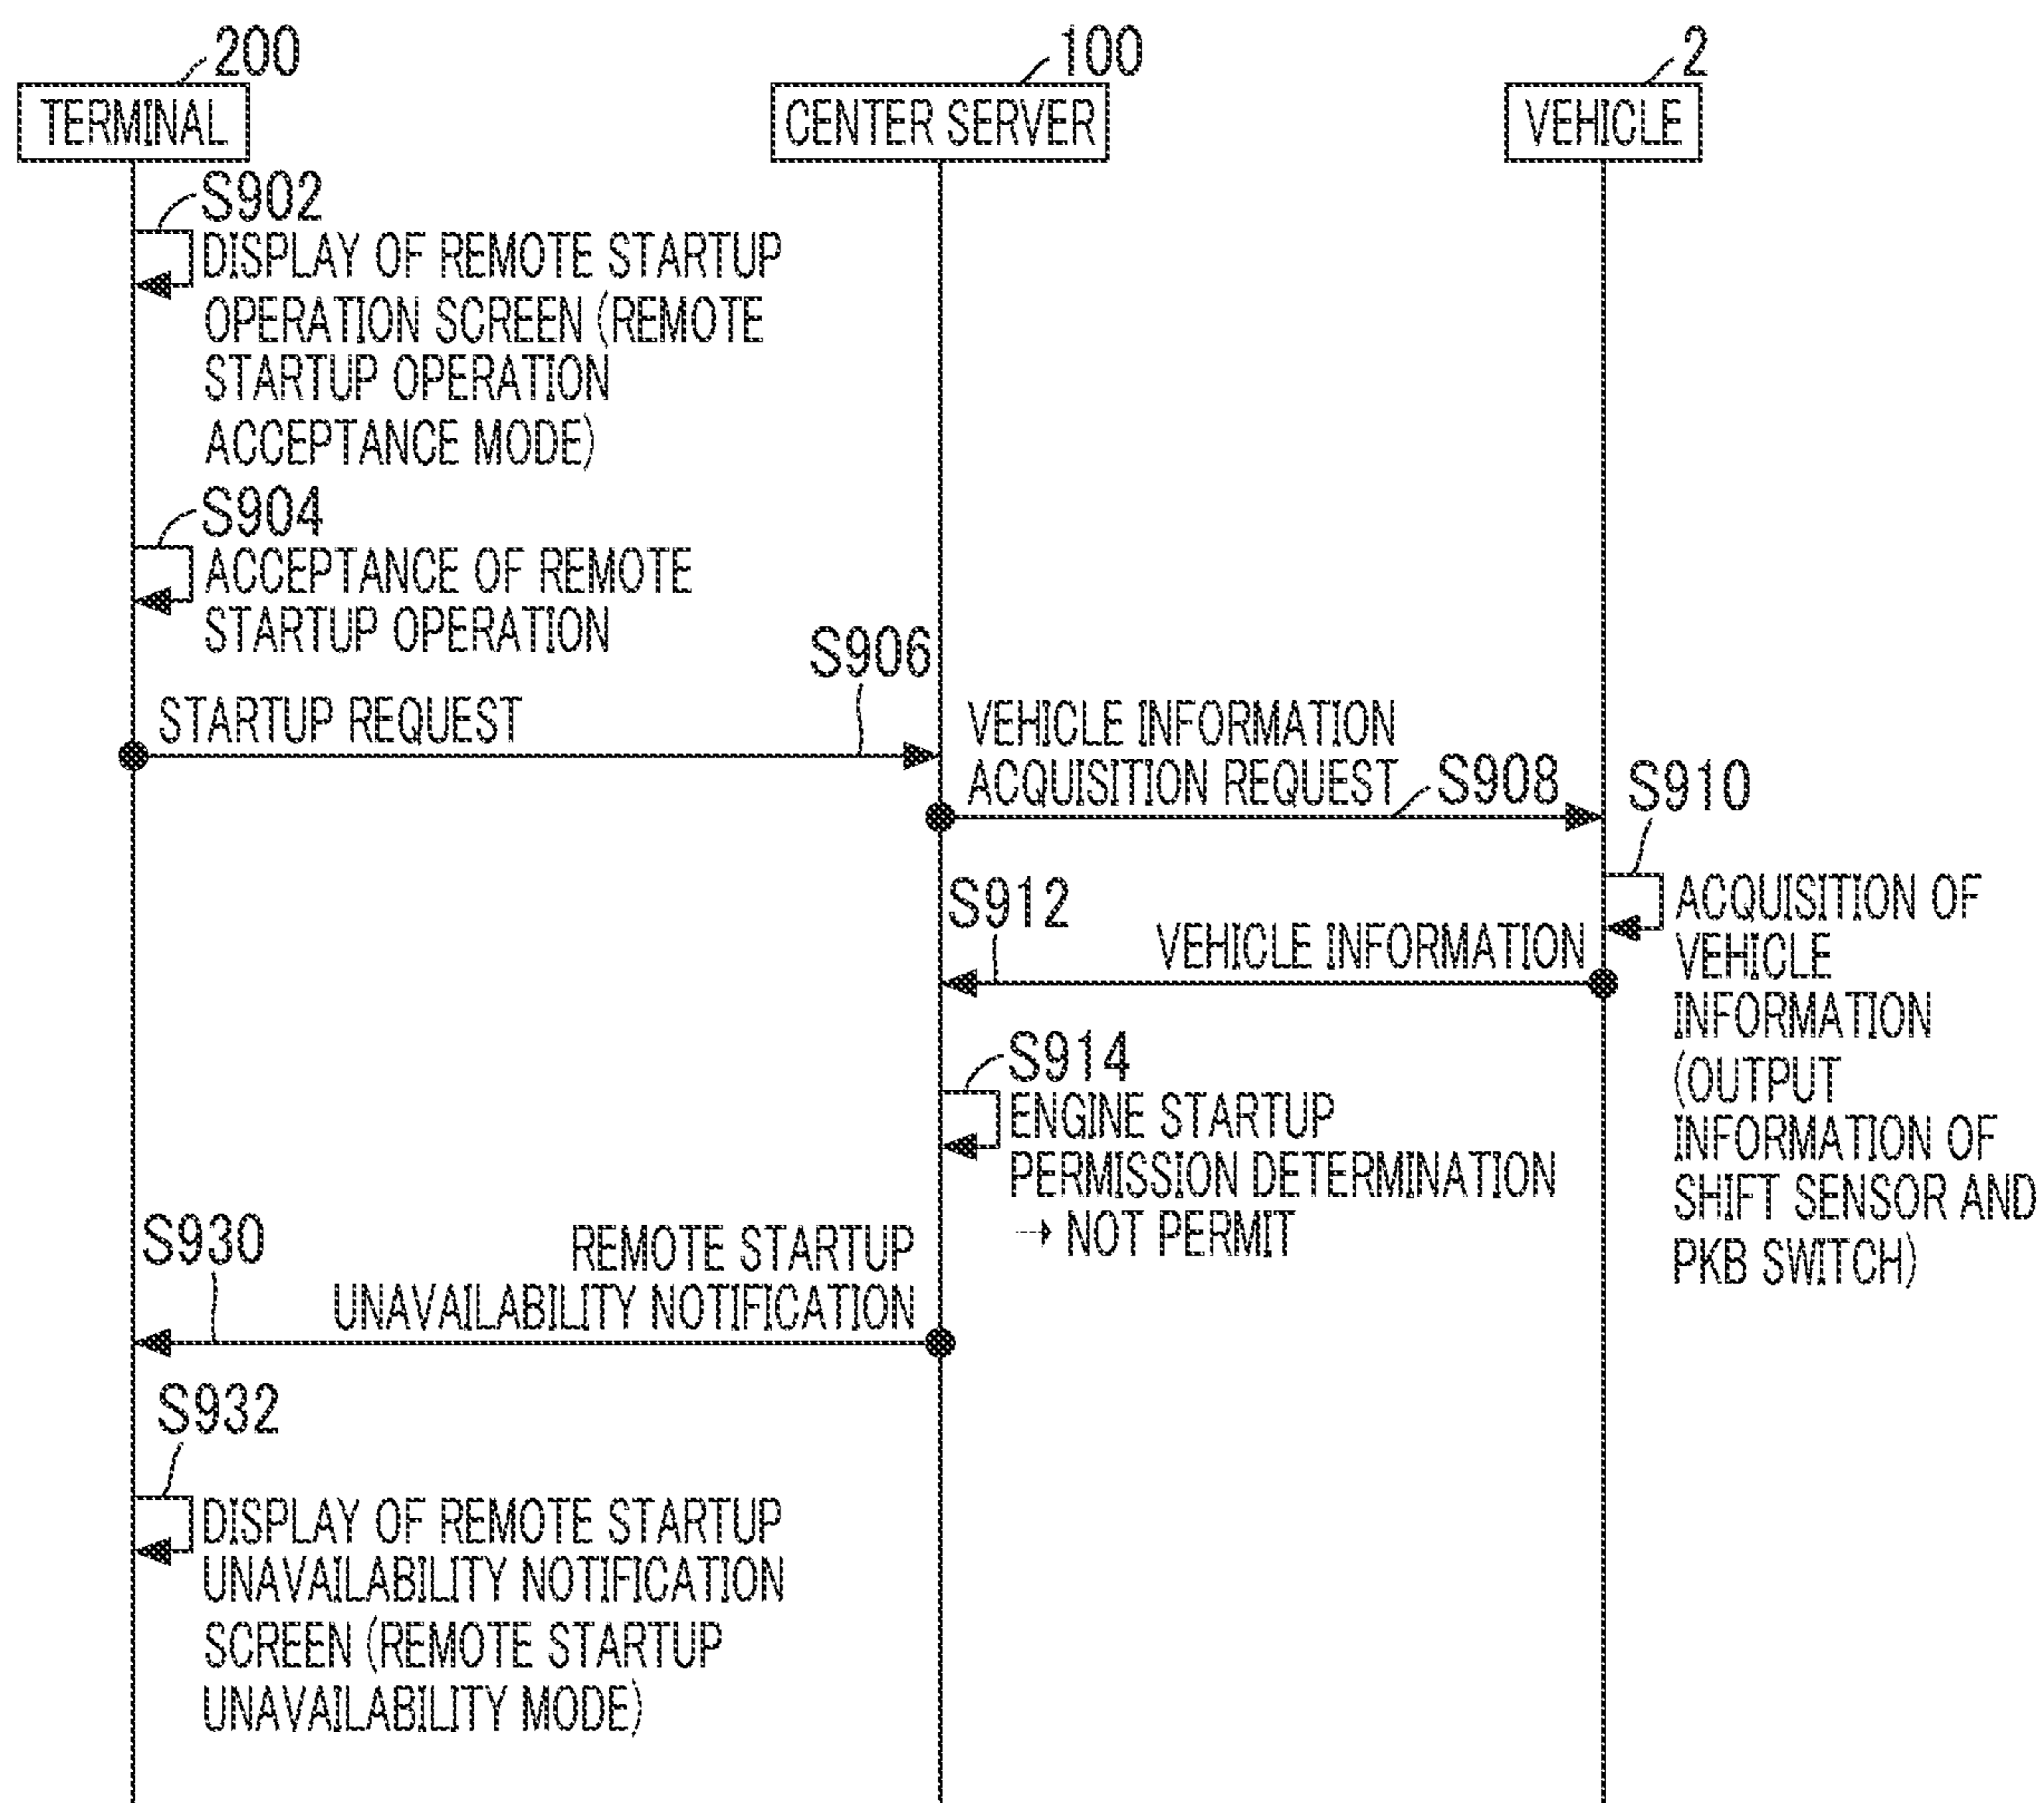 200
100
2
TERMINAL
CENTER SERVER
VEHICLE
S902
DISPLAY OF REMOTE STARTUP
OPERATION SCREEN (REMOTE
STARTUP OPERATION
ACCEPTANCE MODE)
S904
ACCEPTANCE OF REMOTE
STARTUP OPERATION
S906
STARTUP REQUEST
VEHICLE INFORMATION
ACQUISITION REQUEST
S908
S910
ACQUISITION OF
VEHICLE
INFORMATION
(OUTPUT
INFORMATION OF
SHIFT SENSOR AND
PKB SWITCH)
S912
VEHICLE INFORMATION
S914
ENGINE STARTUP
PERMISSION DETERMINATION
→ NOT PERMIT
S930
REMOTE STARTUP
UNAVAILABILITY NOTIFICATION
S932
DISPLAY OF REMOTE STARTUP
UNAVAILABILITY NOTIFICATION
SCREEN (REMOTE STARTUP
UNAVAILABILITY MODE)